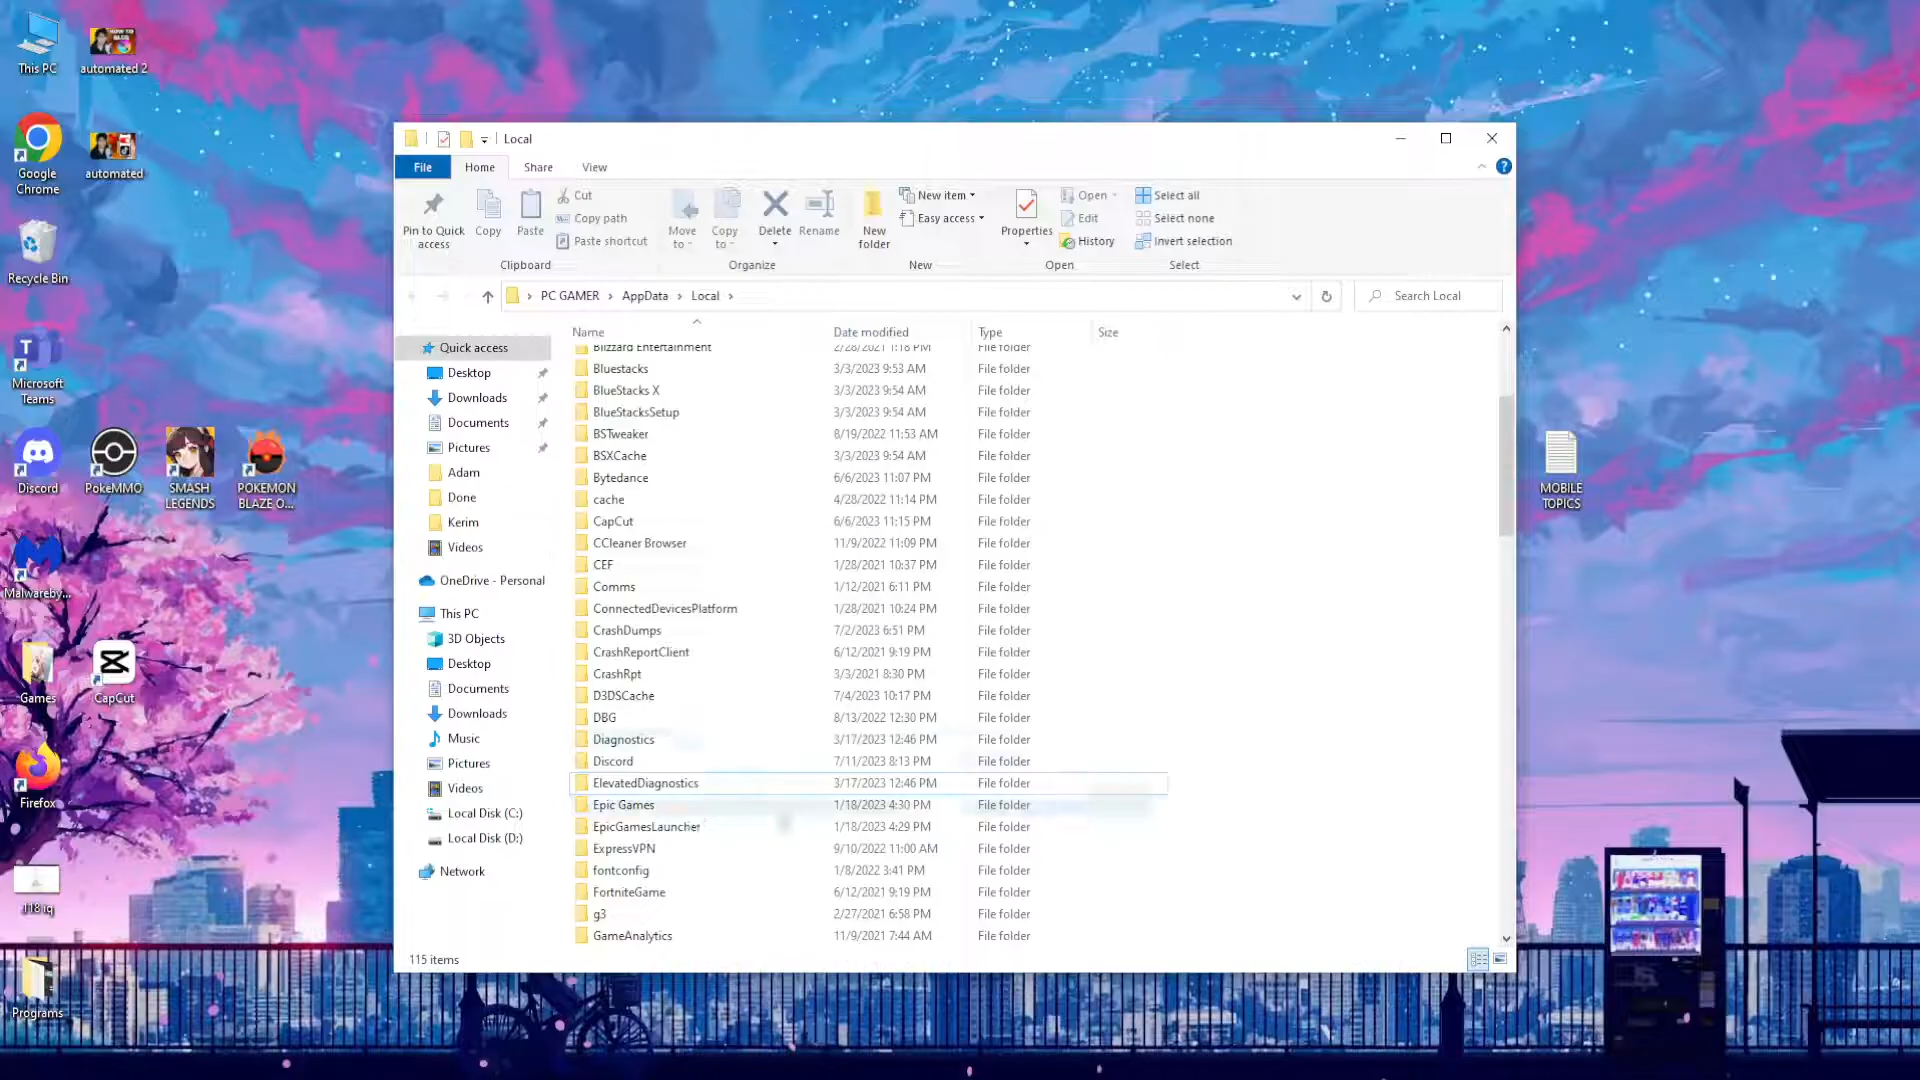 This PC
automated 2
Google
Chrome
automated
Recycle Bin
Microsoft
Teams
Discord
PokeMMO
SMASH
LEGENDS
POKEMON
BLAZE O...
Malwareby...
Games
CapCut
Firefox
118 iq
Programs
MOBILE
TOPICS
Local
File
Home
Share
View
Pin to Quick
access
Copy
Paste
Cut
Copy path
Paste shortcut
Clipboard
Move
to
Copy
to
Delete
Rename
Organize
New
folder
New item
Easy access
New
Properties
Open
Edit
History
Open
Select all
Select none
Invert selection
Select
PC GAMER > AppData > Local >
Search Local
Quick access
Desktop
Downloads
Documents
Pictures
Adam
Done
Kerim
Videos
OneDrive - Personal
This PC
3D Objects
Desktop
Documents
Downloads
Music
Pictures
Videos
Local Disk (C:)
Local Disk (D:)
Network
Name Date modified Type Size
Blizzard Entertainment 2/28/2021 1:18 PM File folder
Bluestacks 3/3/2023 9:53 AM File folder
BlueStacks X 3/3/2023 9:54 AM File folder
BlueStacksSetup 3/3/2023 9:54 AM File folder
BSTweaker 8/19/2022 11:53 AM File folder
BSXCache 3/3/2023 9:54 AM File folder
Bytedance 6/6/2023 11:07 PM File folder
cache 4/28/2022 11:14 PM File folder
CapCut 6/6/2023 11:15 PM File folder
CCleaner Browser 11/9/2022 11:09 PM File folder
CEF 1/28/2021 10:37 PM File folder
Comms 1/12/2021 6:11 PM File folder
ConnectedDevicesPlatform 1/28/2021 10:24 PM File folder
CrashDumps 7/2/2023 6:51 PM File folder
CrashReportClient 6/12/2021 9:19 PM File folder
CrashRpt 3/3/2021 8:30 PM File folder
D3DSCache 7/4/2023 10:17 PM File folder
DBG 8/13/2022 12:30 PM File folder
Diagnostics 3/17/2023 12:46 PM File folder
Discord 7/11/2023 8:13 PM File folder
ElevatedDiagnostics 3/17/2023 12:46 PM File folder
Epic Games 1/18/2023 4:30 PM File folder
EpicGamesLauncher 1/18/2023 4:29 PM File folder
ExpressVPN 9/10/2022 11:00 AM File folder
fontconfig 1/8/2022 3:41 PM File folder
FortniteGame 6/12/2021 9:19 PM File folder
g3 2/27/2021 6:58 PM File folder
GameAnalytics 11/9/2021 7:44 AM File folder
115 items